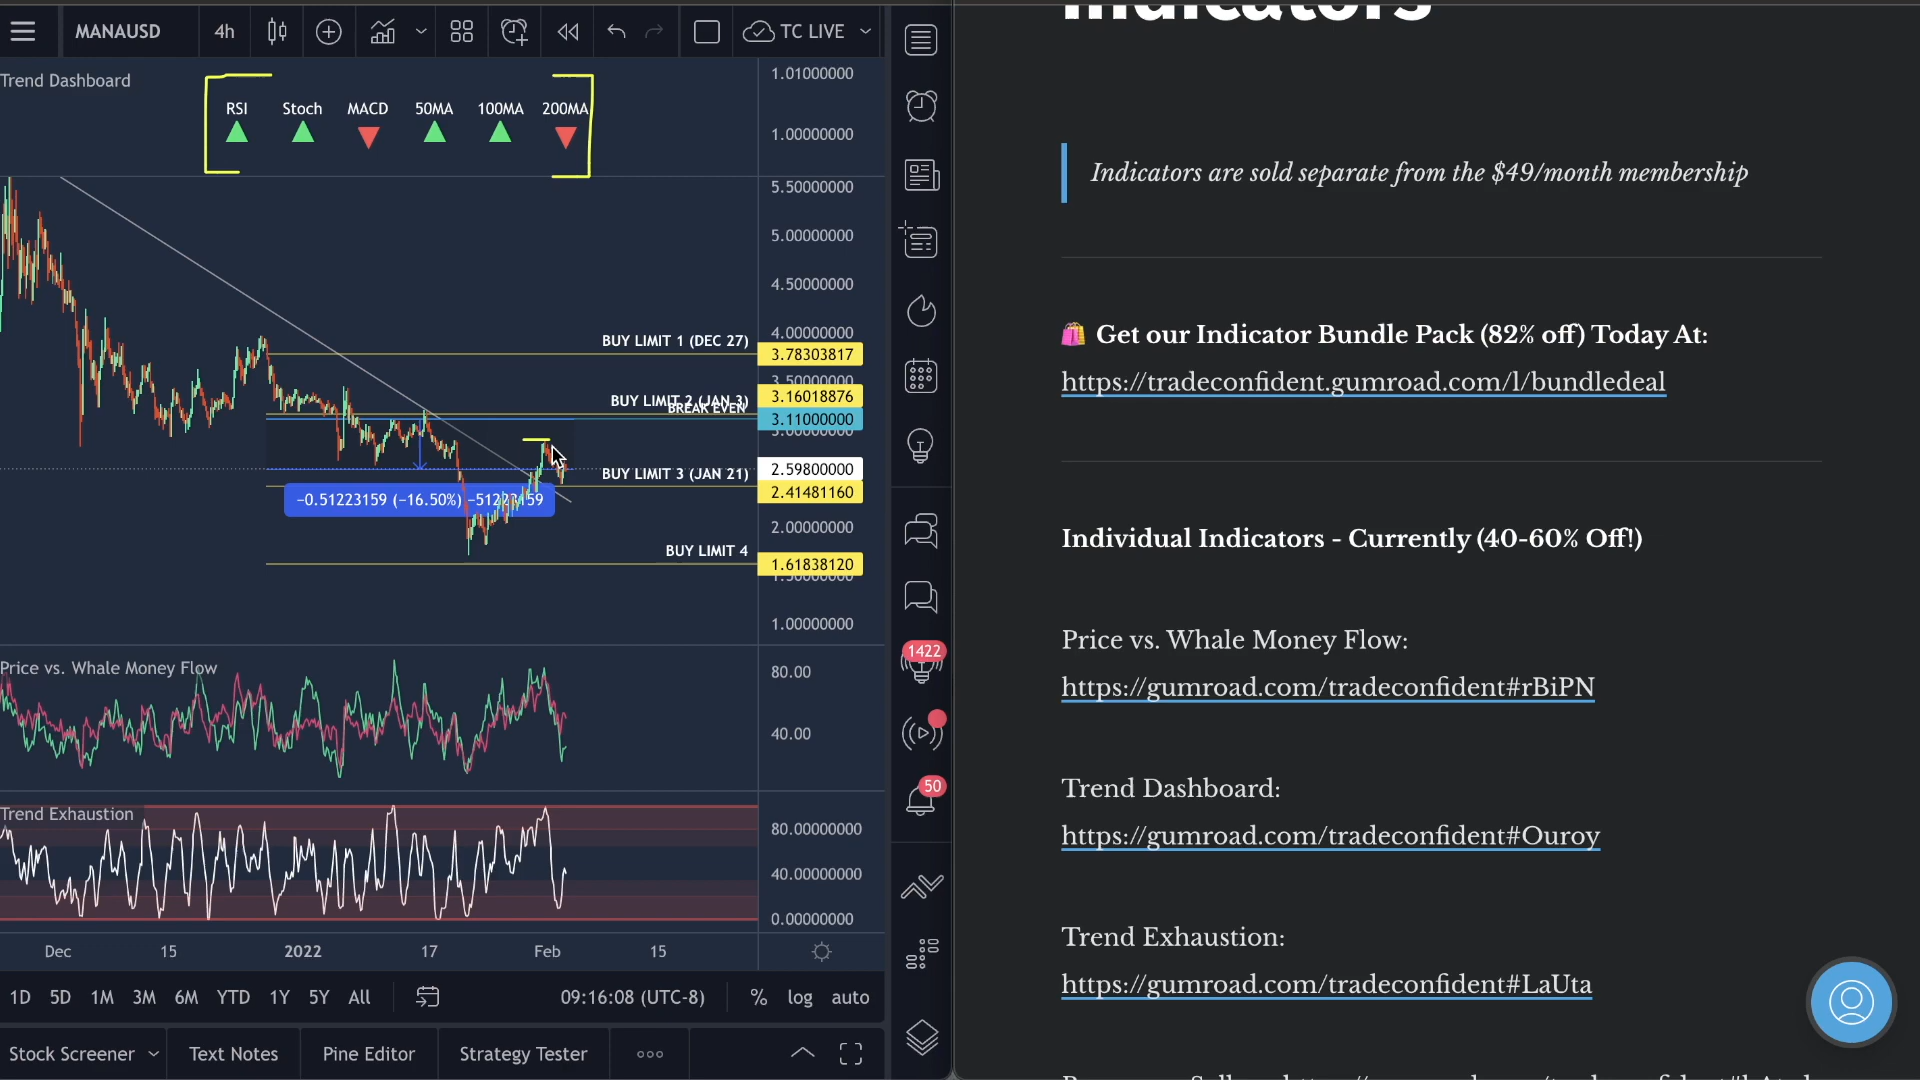 MANAUSD
4h
TC LIVE
Trend Dashboard
RSI Stoch MACD 50MA 100MA 200MA
1.01000000
1.00000000
5.50000000
5.00000000
4.50000000
4.00000000
BUY LIMIT 1 (DEC 27)
3.78303817
3.50000000
BUY LIMIT 2 (JAN 3)
3.16018876
BREAK EVEN
3.11000000
3.00000000
2.59800000
BUY LIMIT 3 (JAN 21)
2.41481160
−0.51223159 (−16.50%) −51223159
2.00000000
BUY LIMIT 4
1.61838120
1.50000000
1.00000000
Price vs. Whale Money Flow
80.00
40.00
Trend Exhaustion
80.00000000
40.00000000
0.00000000
Dec 15 2022 17 Feb 15
1D 5D 1M 3M 6M YTD 1Y 5Y All
09:16:08 (UTC-8)
% log auto
Stock Screener Text Notes Pine Editor Strategy Tester
1422
50
Indicators
Indicators are sold separate from the $49/month membership
Get our Indicator Bundle Pack (82% off) Today At:
https://tradeconfident.gumroad.com/l/bundledeal
Individual Indicators - Currently (40-60% Off!)
Price vs. Whale Money Flow:
https://gumroad.com/tradeconfident#rBiPN
Trend Dashboard:
https://gumroad.com/tradeconfident#Ouroy
Trend Exhaustion:
https://gumroad.com/tradeconfident#LaUta